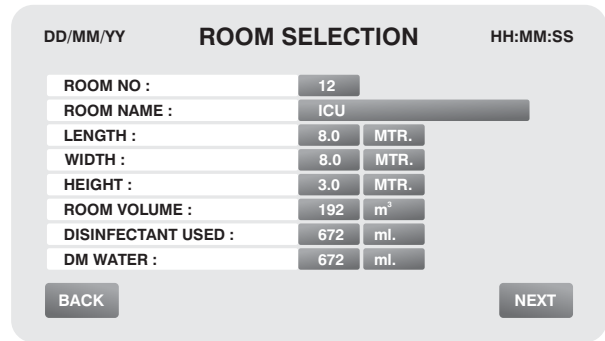 DD/MM/YY ROOM SELECTION HH:MM:SS
ROOM NO : 12
ROOM NAME : ICU
LENGTH : 8.0 MTR.
WIDTH : 8.0 MTR.
HEIGHT : 3.0 MTR.
ROOM VOLUME : 192 m³
DISINFECTANT USED : 672 ml.
DM WATER : 672 ml.
BACK NEXT